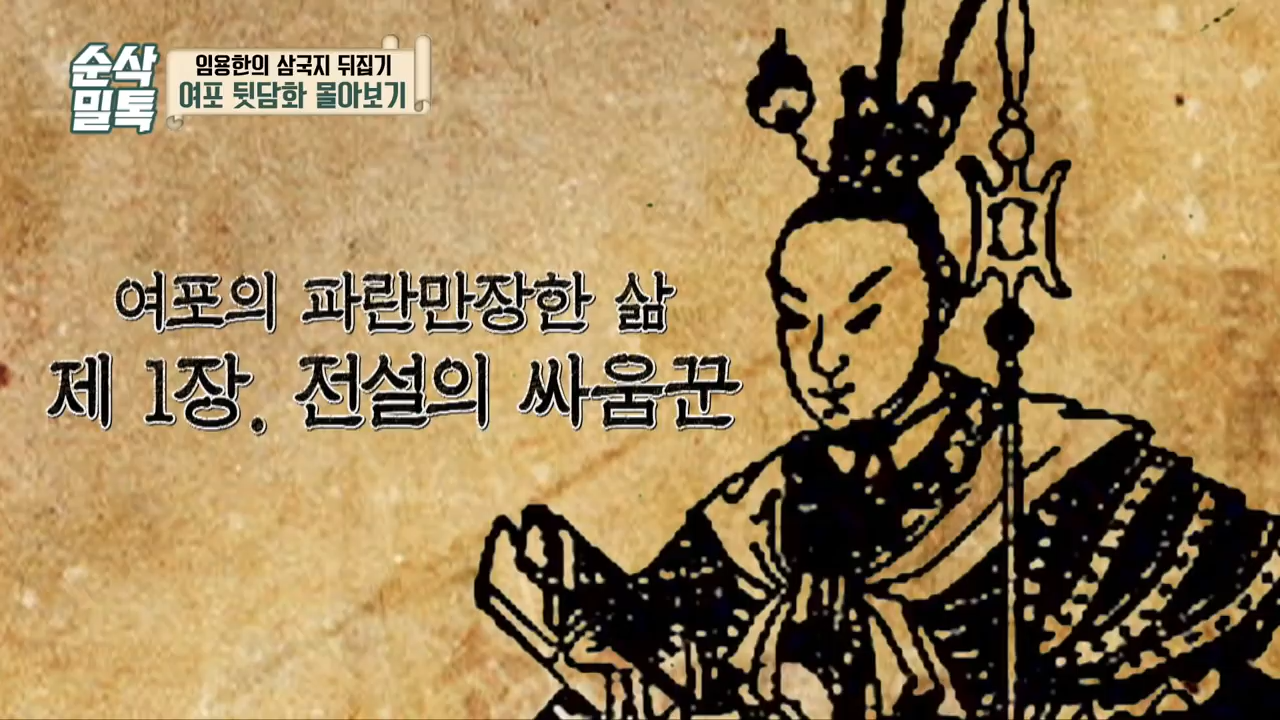 순삭
밀톡
임용한의 삼국지 뒤집기
여포 뒷담화 몰아보기
여포의 파란만장한 삶
제 1장. 전설의 싸움꾼